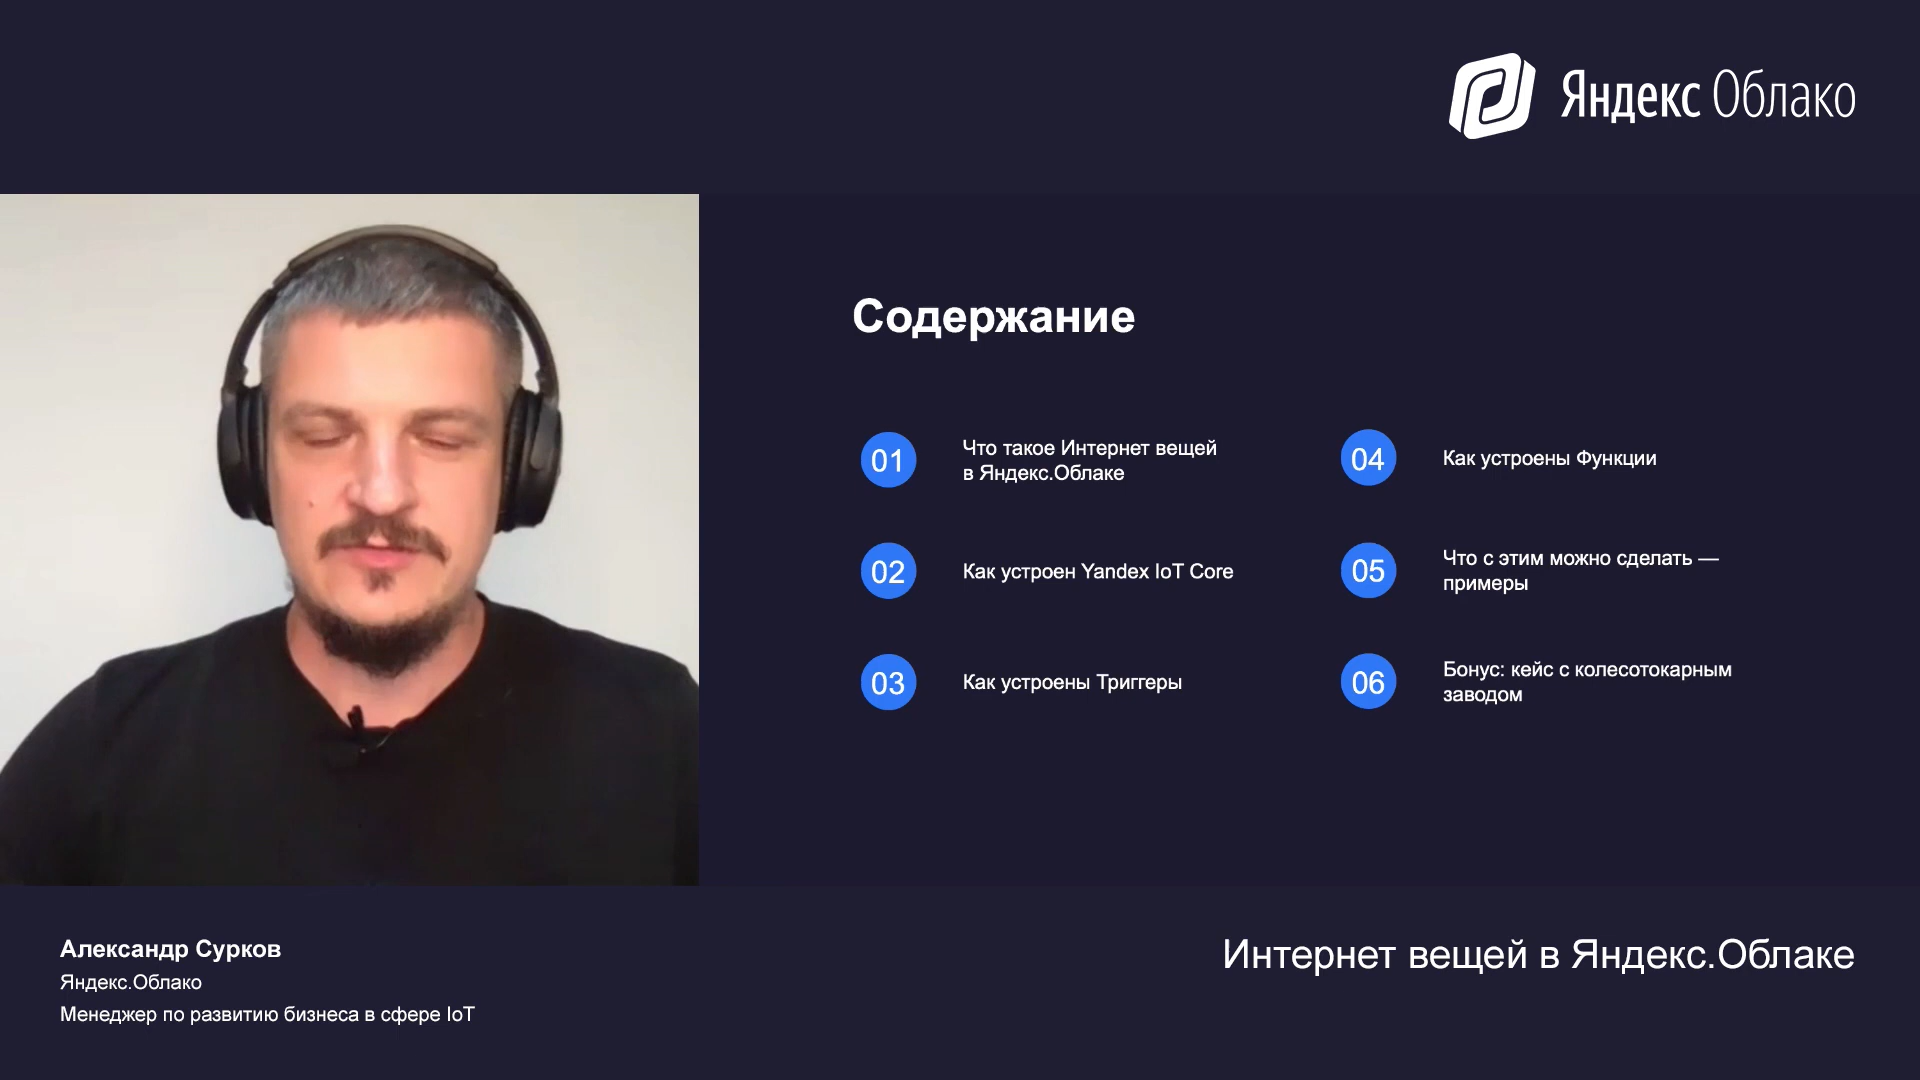 Яндекс Облако
Содержание
01
Что такое Интернет вещей
в Яндекс.Облаке
02
Как устроен Yandex IoT Core
03
Как устроены Триггеры
04
Как устроены Функции
05
Что с этим можно сделать —
примеры
06
Бонус: кейс с колесотокарным
заводом
Александр Сурков
Яндекс.Облако
Менеджер по развитию бизнеса в сфере IoT
Интернет вещей в Яндекс.Облаке